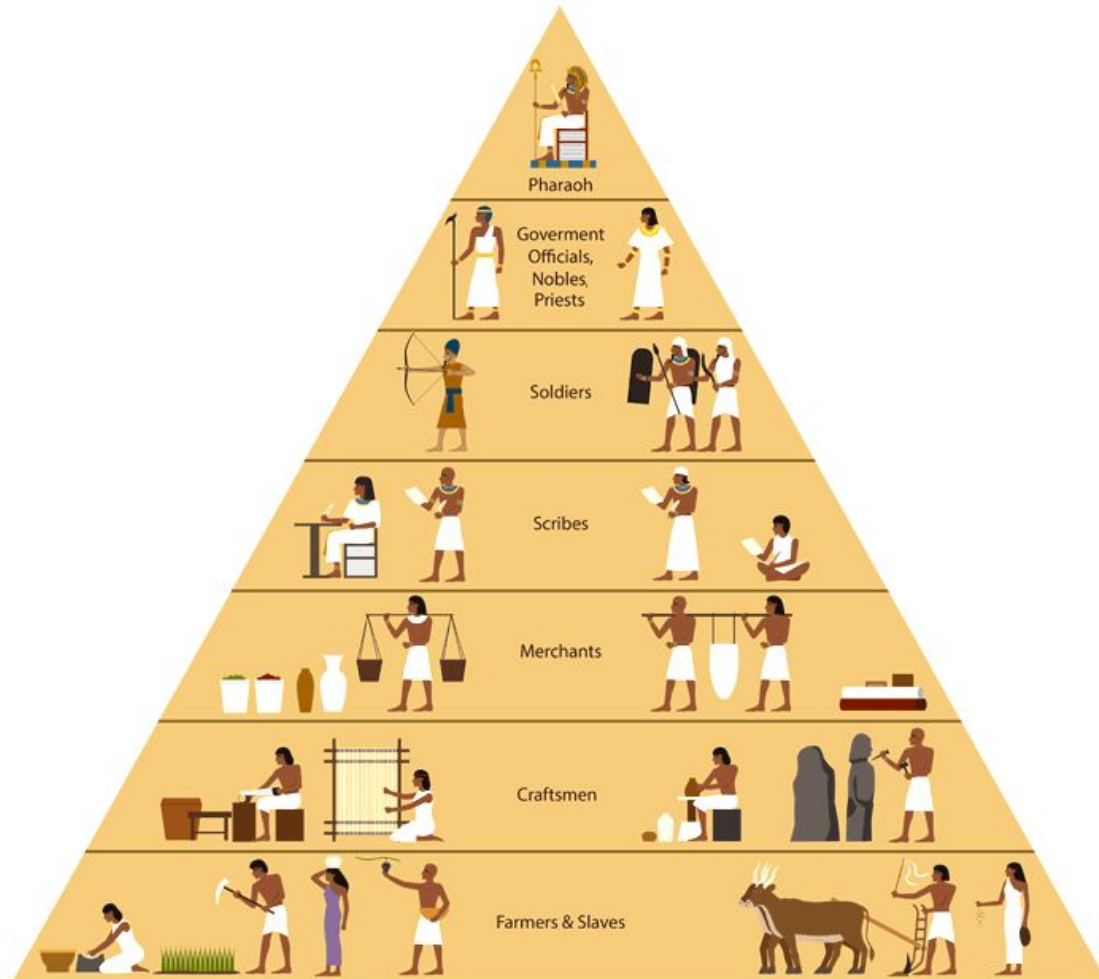 Pharaoh
Goverment
Officials,
Nobles,
Priests
Soldiers
Scribes
Merchants
Craftsmen
Farmers & Slaves